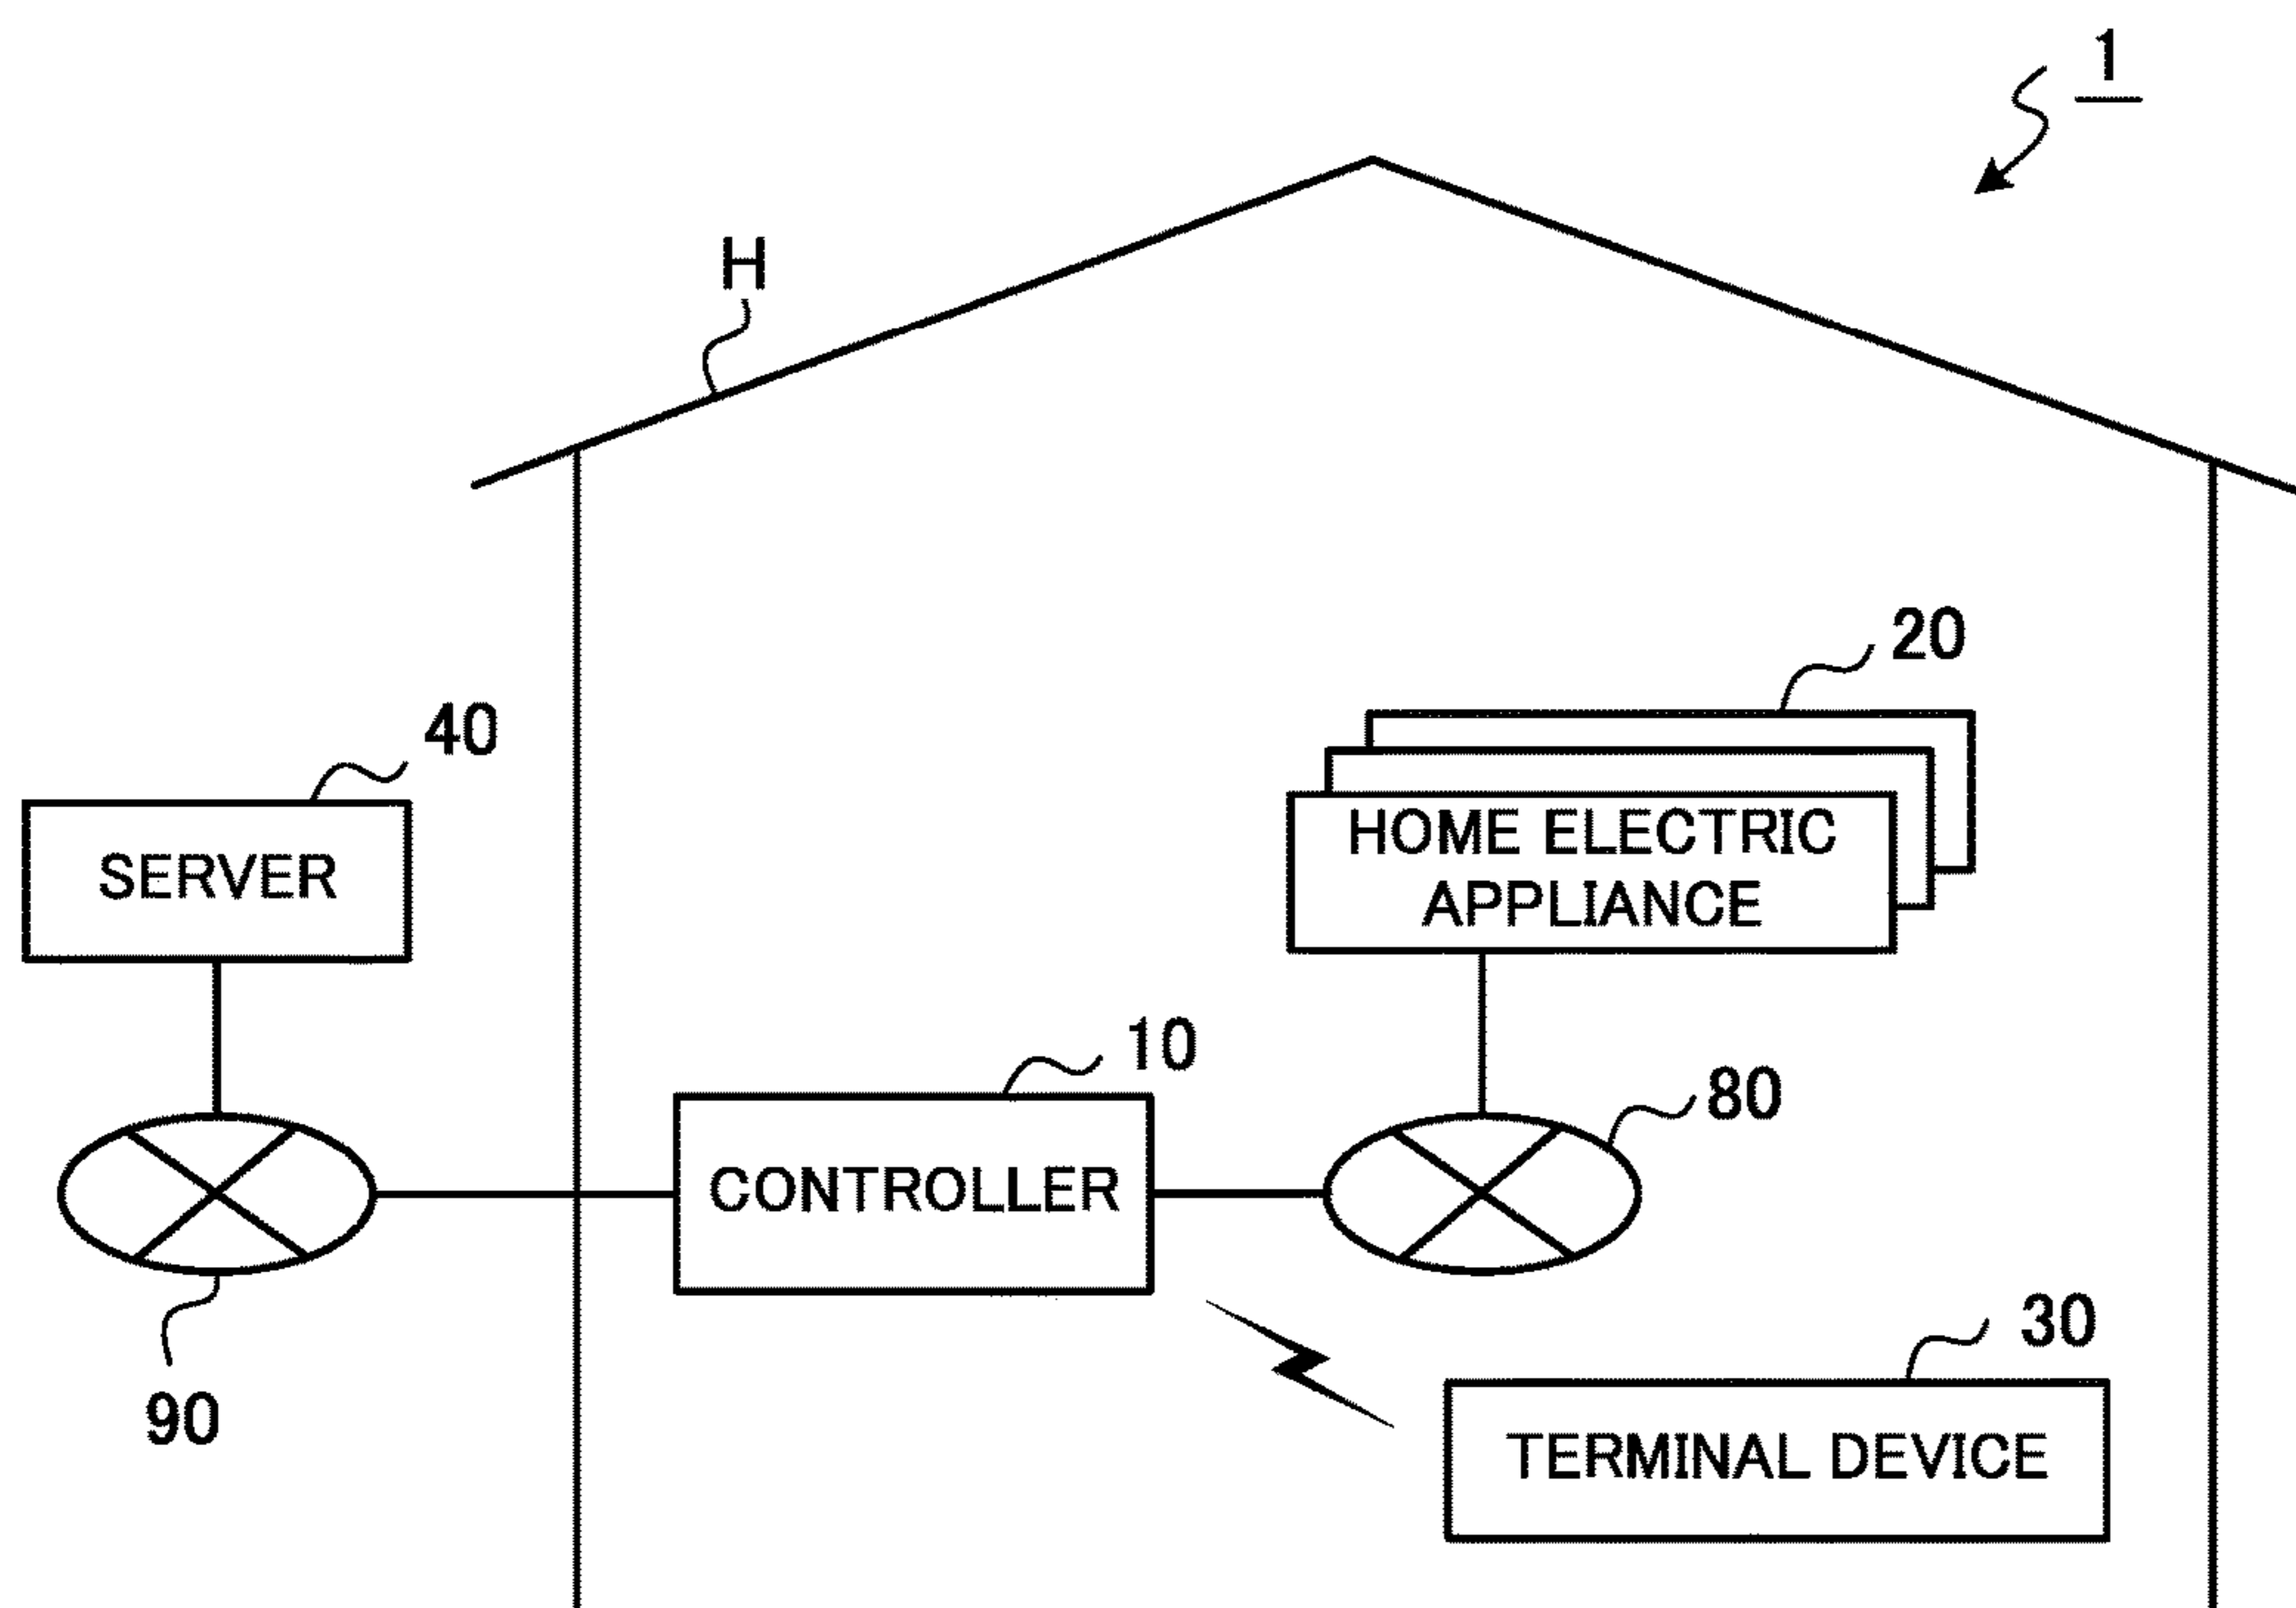 1
H
20
40
HOME ELECTRIC
APPLIANCE
SERVER
10
80
CONTROLLER
30
90
TERMINAL DEVICE